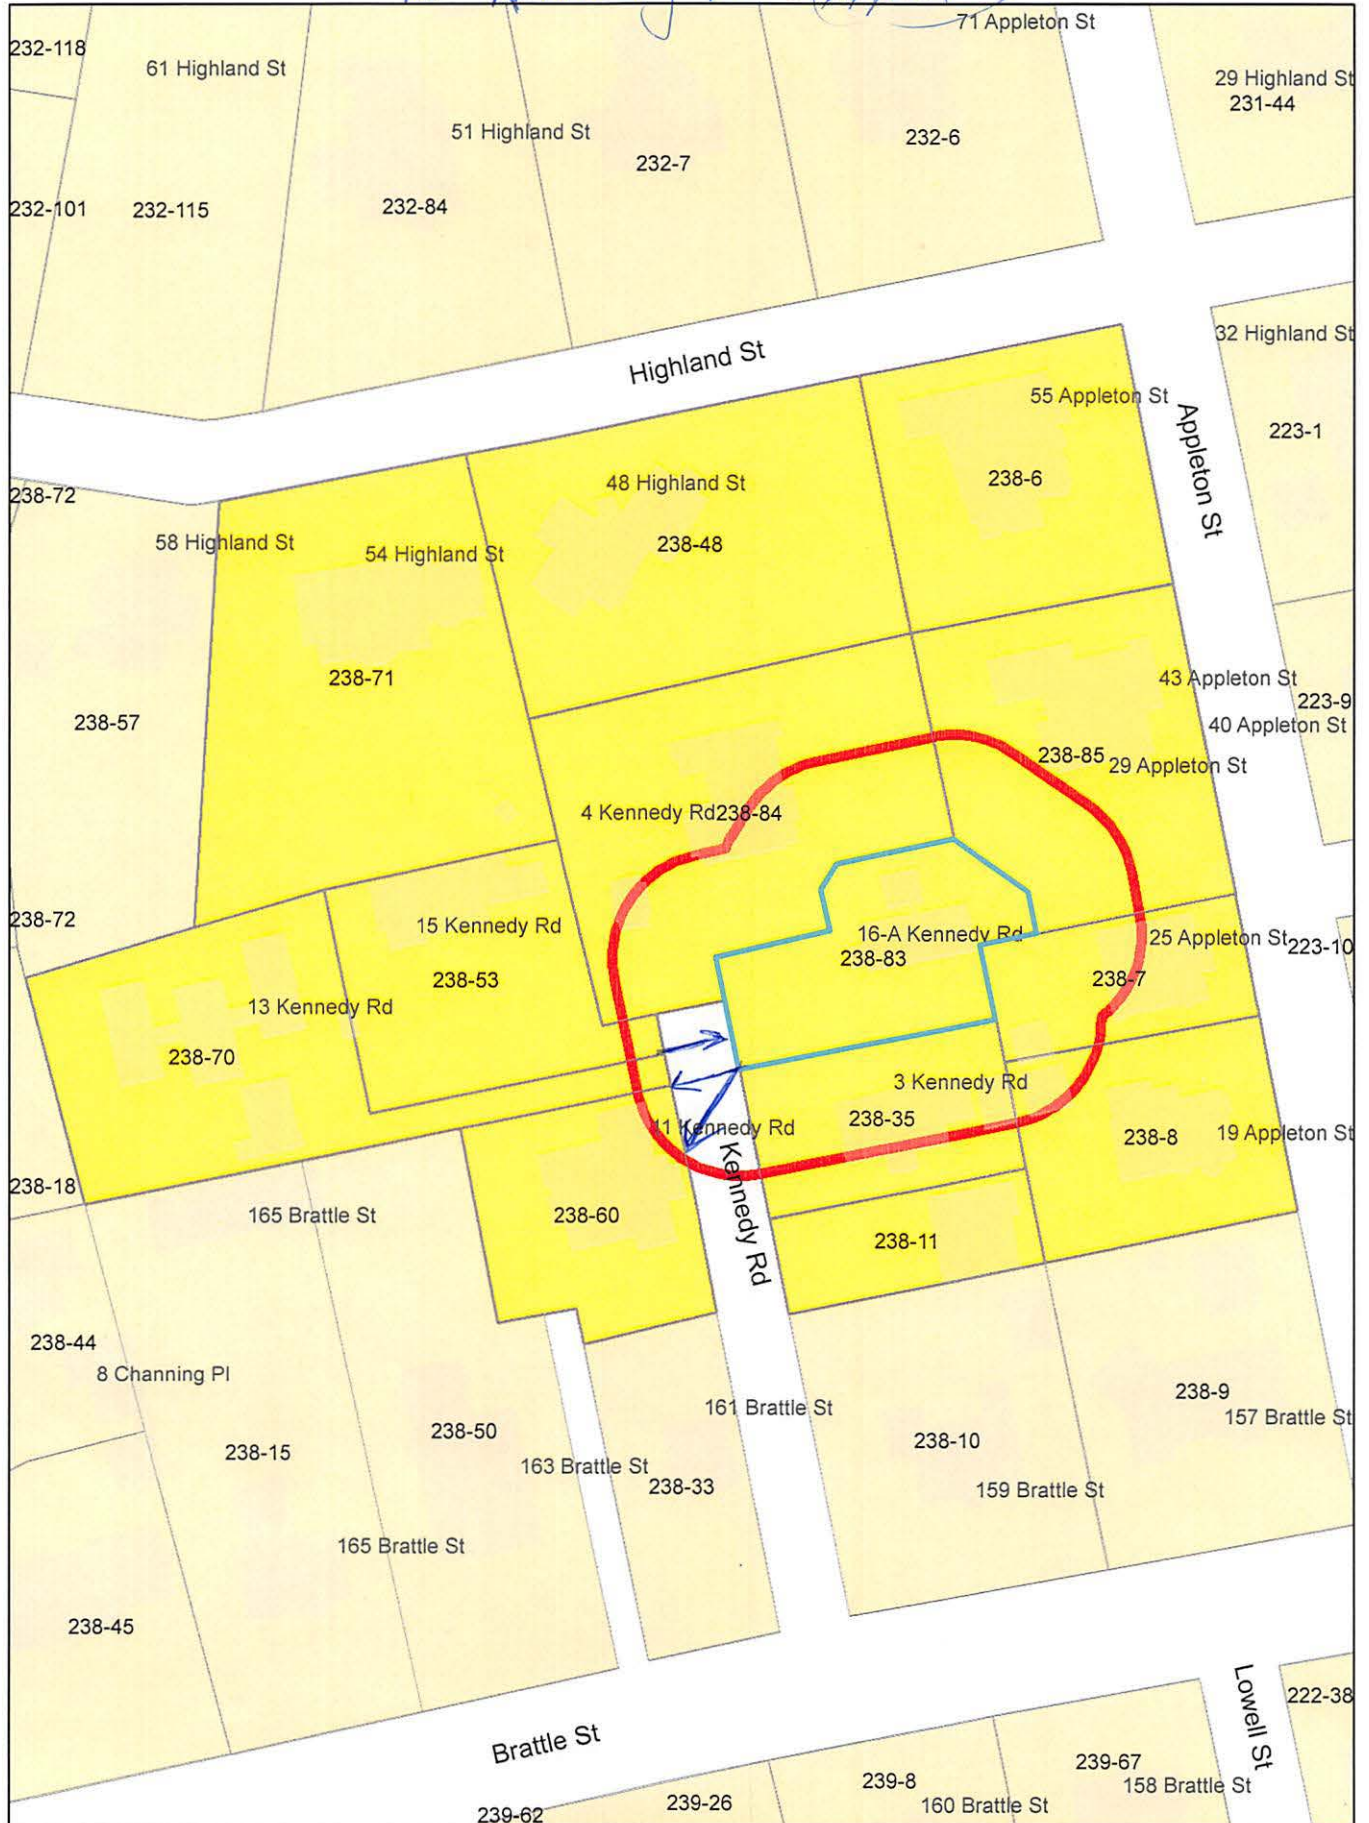 71 Appleton St
232-118
61 Highland St
29 Highland St
231-44
51 Highland St
232-6
232-7
232-101
232-115
232-84
Highland St
32 Highland St
55 Appleton St
Appleton St
223-1
238-72
48 Highland St
238-6
58 Highland St
54 Highland St
238-48
238-71
43 Appleton St
223-9
238-57
40 Appleton St
238-85
29 Appleton St
4 Kennedy Rd
238-84
238-72
15 Kennedy Rd
16-A Kennedy Rd
25 Appleton St
223-10
238-83
238-53
238-7
13 Kennedy Rd
238-70
3 Kennedy Rd
238-35
11 Kennedy Rd
238-8
19 Appleton St
238-18
165 Brattle St
238-60
Kennedy Rd
238-11
238-44
8 Channing Pl
238-9
161 Brattle St
157 Brattle St
238-50
238-10
238-15
163 Brattle St
238-33
159 Brattle St
165 Brattle St
238-45
Lowell St
222-38
Brattle St
239-67
239-8
158 Brattle St
239-26
160 Brattle St
239-62